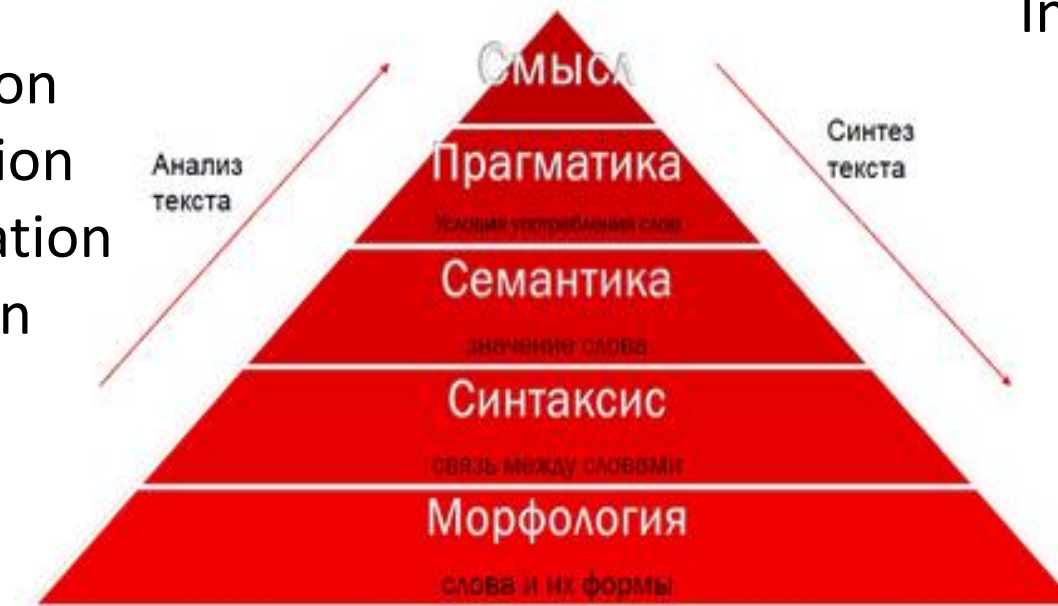 In
on
ion
ation
n
Анализ
текста
Смысл
Прагматика
Условия употребления слов
Семантика
значение слова
Синтаксис
связь между словами
Морфология
слова и их формы
Синтез
текста